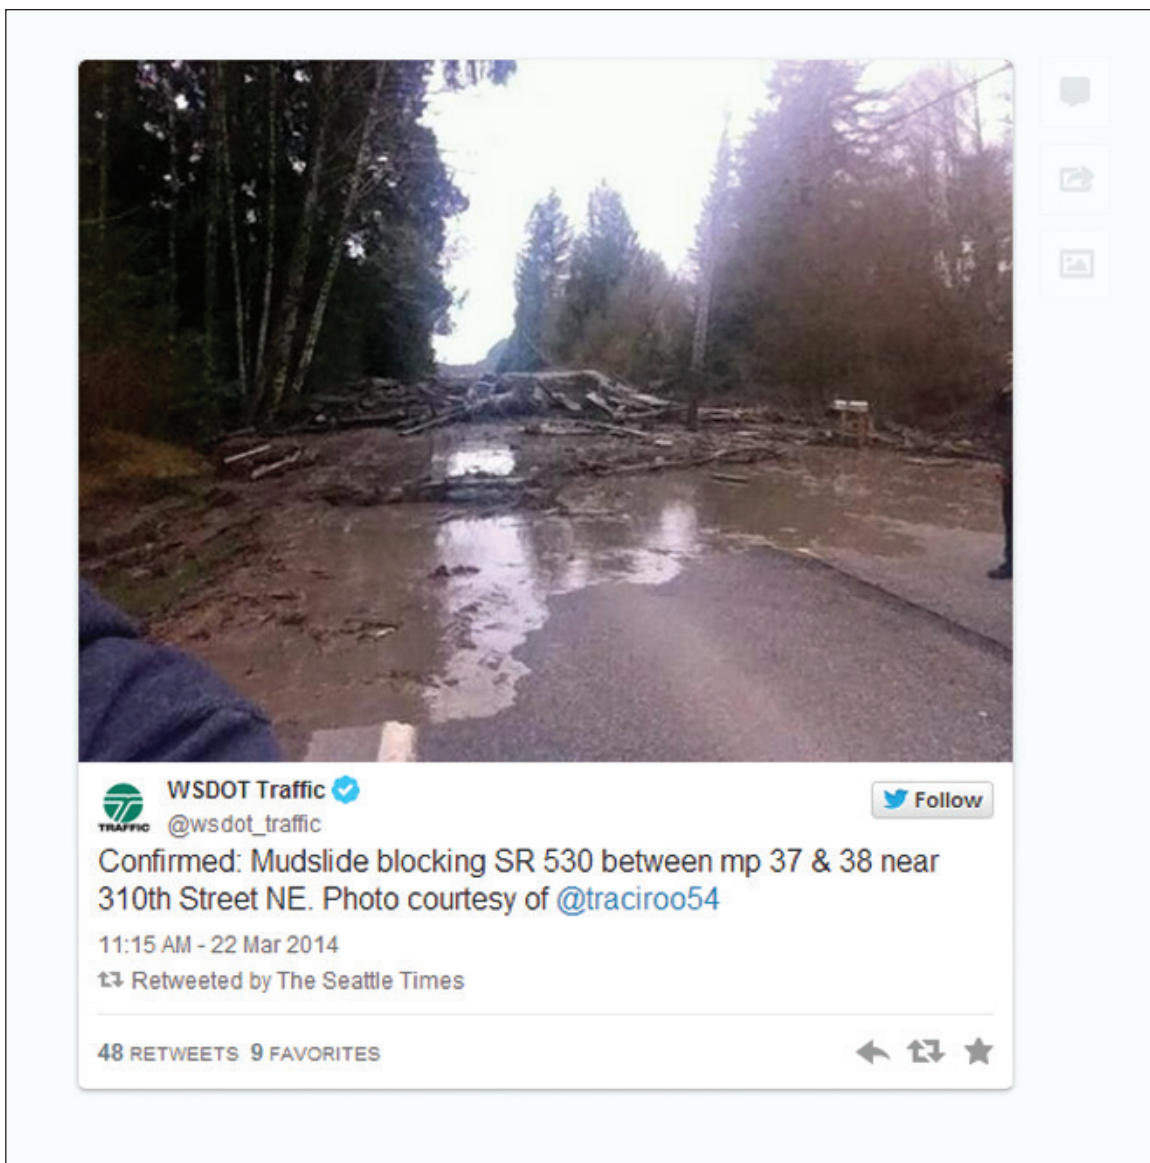 WSDOT Traffic
Follow
TRAFFIC
@wsdot_traffic
Confirmed: Mudslide blocking SR 530 between mp 37 & 38 near
310th Street NE. Photo courtesy of @traciroo54
11:15 AM - 22 Mar 2014
Retweeted by The Seattle Times
48 RETWEETS 9 FAVORITES